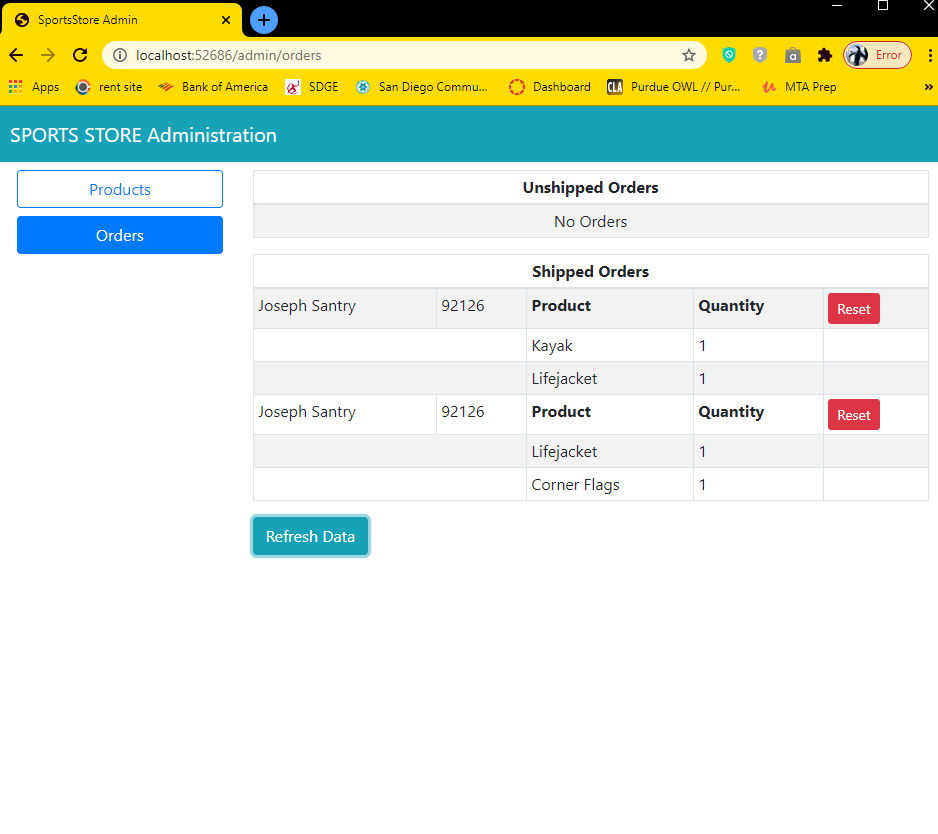 SportsStore Admin
localhost:52686/admin/orders
Error
Apps
rent site
Bank of America
SDGE
San Diego Commu...
Dashboard
CLA
Purdue OWL // Pur...
MTA Prep
SPORTS STORE Administration
Products
Orders
Unshipped Orders
No Orders
Shipped Orders
Joseph Santry 92126 Product Quantity Reset
Kayak 1
Lifejacket 1
Joseph Santry 92126 Product Quantity Reset
Lifejacket 1
Corner Flags 1
Refresh Data